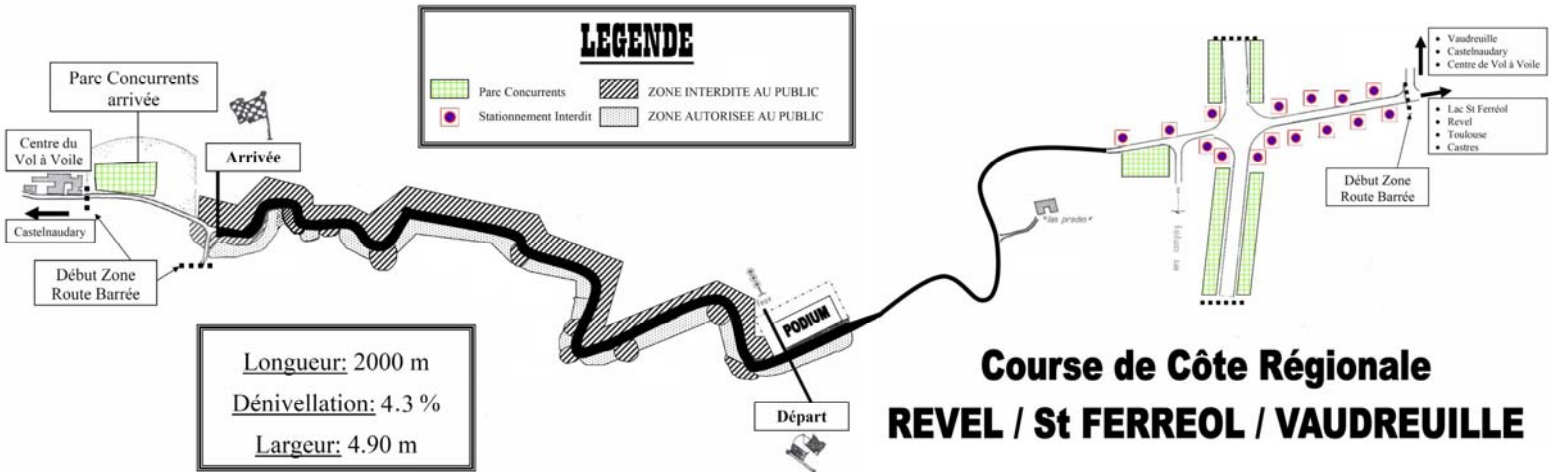 LEGENDE
Parc Concurrents
ZONE INTERDITE AU PUBLIC
Stationnement Interdit
ZONE AUTORISEE AU PUBLIC
Parc Concurrents
arrivée
Centre du
Vol à Voile
Arrivée
Castelnaudary
Début Zone
Route Barrée
Longueur: 2000 m
Dénivellation: 4.3 %
Largeur: 4.90 m
Feux
PODIUM
Départ
"las prades"
• Vaudreuille
• Castelnaudary
• Centre de Vol à Voile
• Lac St Ferréol
• Revel
• Toulouse
• Castres
Début Zone
Route Barrée
Course de Côte Régionale
REVEL / St FERREOL / VAUDREUILLE